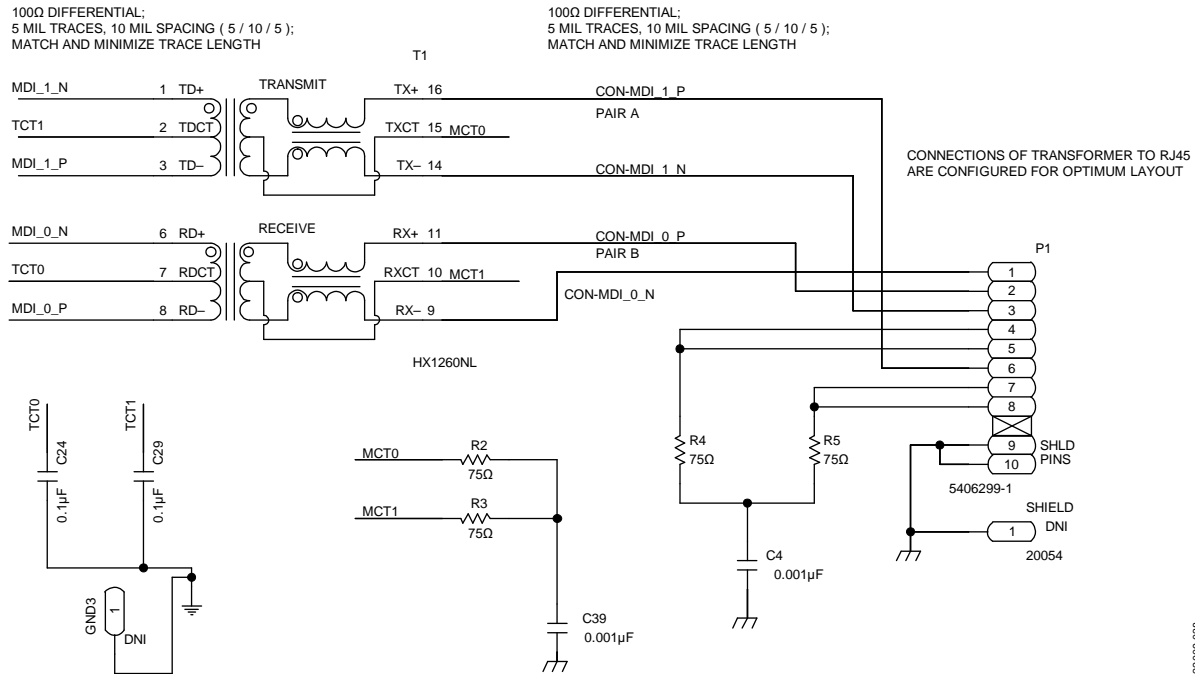 100Ω DIFFERENTIAL;
5 MIL TRACES, 10 MIL SPACING ( 5 / 10 / 5 );
MATCH AND MINIMIZE TRACE LENGTH
100Ω DIFFERENTIAL;
5 MIL TRACES, 10 MIL SPACING ( 5 / 10 / 5 );
MATCH AND MINIMIZE TRACE LENGTH
T1
MDI_1_N 1 TD+ TRANSMIT TX+ 16 CON-MDI_1_P
PAIR A
TCT1 2 TDCT TXCT 15 MCT0
MDI_1_P 3 TD– TX– 14 CON-MDI_1_N
CONNECTIONS OF TRANSFORMER TO RJ45
ARE CONFIGURED FOR OPTIMUM LAYOUT
MDI_0_N 6 RD+ RECEIVE RX+ 11 CON-MDI_0_P
PAIR B
TCT0 7 RDCT RXCT 10 MCT1
CON-MDI_0_N
MDI_0_P 8 RD– RX– 9
HX1260NL
P1
1
2
3
4
5
6
7
8
9 SHLD
10 PINS
5406299-1
SHIELD
1 DNI
20054
TCT0
C24
0.1µF
TCT1
C29
0.1µF
GND3
1
DNI
MCT0 R2
75Ω
MCT1 R3
75Ω
C39
0.001µF
R4
75Ω
R5
75Ω
C4
0.001µF